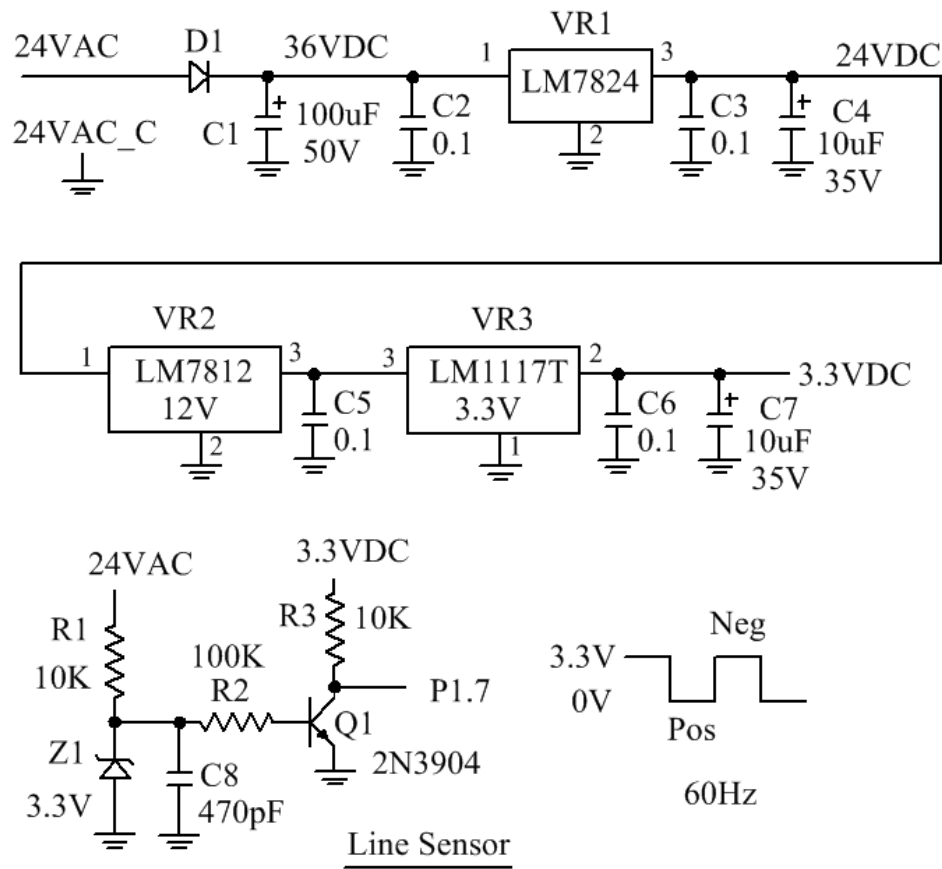 24VAC
D1
36VDC
VR1
1
LM7824
3
2
24VDC
24VAC_C
C1
+
100uF
50V
C2
0.1
C3
0.1
+
C4
10uF
35V
VR2
1
LM7812
12V
3
2
C5
0.1
VR3
3
LM1117T
3.3V
2
1
C6
0.1
+
C7
10uF
35V
3.3VDC
24VAC
R1
10K
Z1
3.3V
C8
470pF
100K
R2
3.3VDC
R3
10K
P1.7
Q1
2N3904
3.3V
0V
Neg
Pos
60Hz
Line Sensor